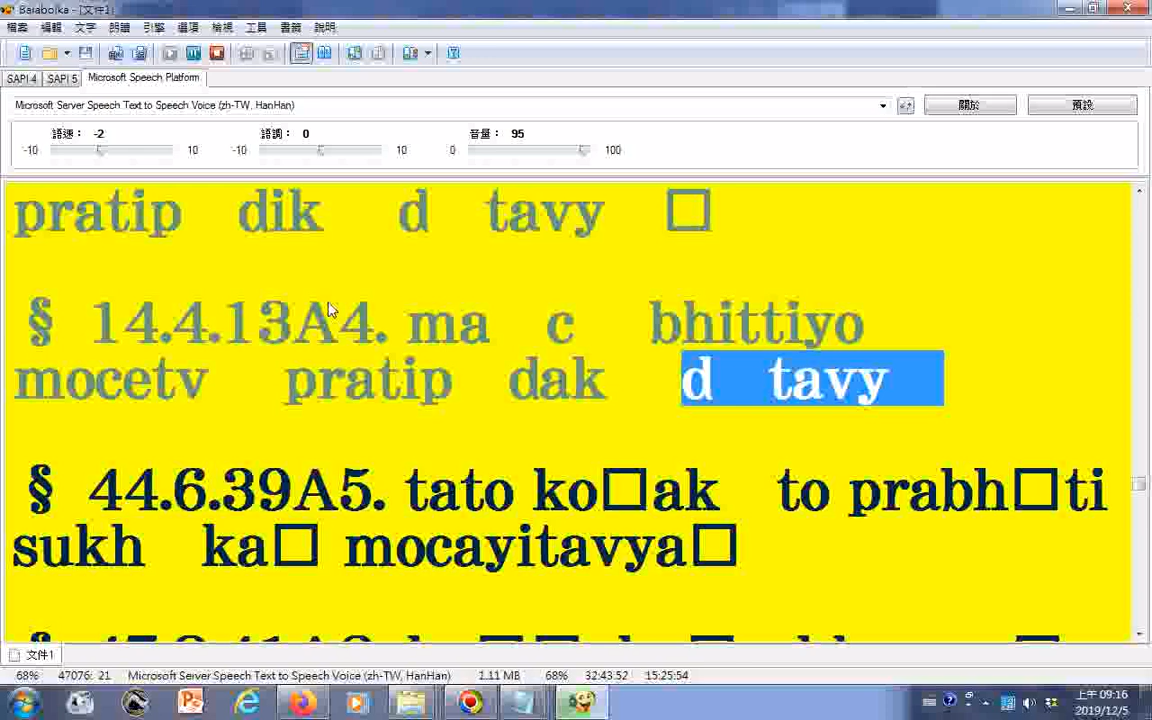 Balabolka - [文件1]
檔案 編輯 文字 朗讀 引擎 選項 檢視 工具 書籤 說明
SAPI 4 SAPI 5 Microsoft Speech Platform
Microsoft Server Speech Text to Speech Voice (zh-TW, HanHan) 關於 預設
語速： -2 語調： 0 音量： 95
-10 10 -10 10 0 100
pratip dik d tavy □
§ 14.4.13A4. ma c bhittiyo
mocetv pratip dak d tavy
§ 44.6.39A5. tato ko□ak to prabh□ti
sukh ka□ mocayitavya□
文件1
68% 47076: 21 Microsoft Server Speech Text to Speech Voice (zh-TW, HanHan) 1.11 MB 68% 32:43:52 15:25:54
上午 09:16
2019/12/5